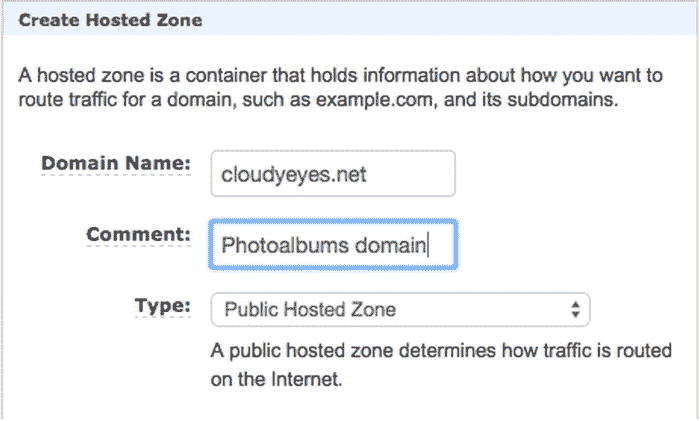 Create Hosted Zone
A hosted zone is a container that holds information about how you want to
route traffic for a domain, such as example.com, and its subdomains.
Domain Name: cloudyeyes.net
Comment: Photoalbums domain
Type: Public Hosted Zone
A public hosted zone determines how traffic is routed
on the Internet.